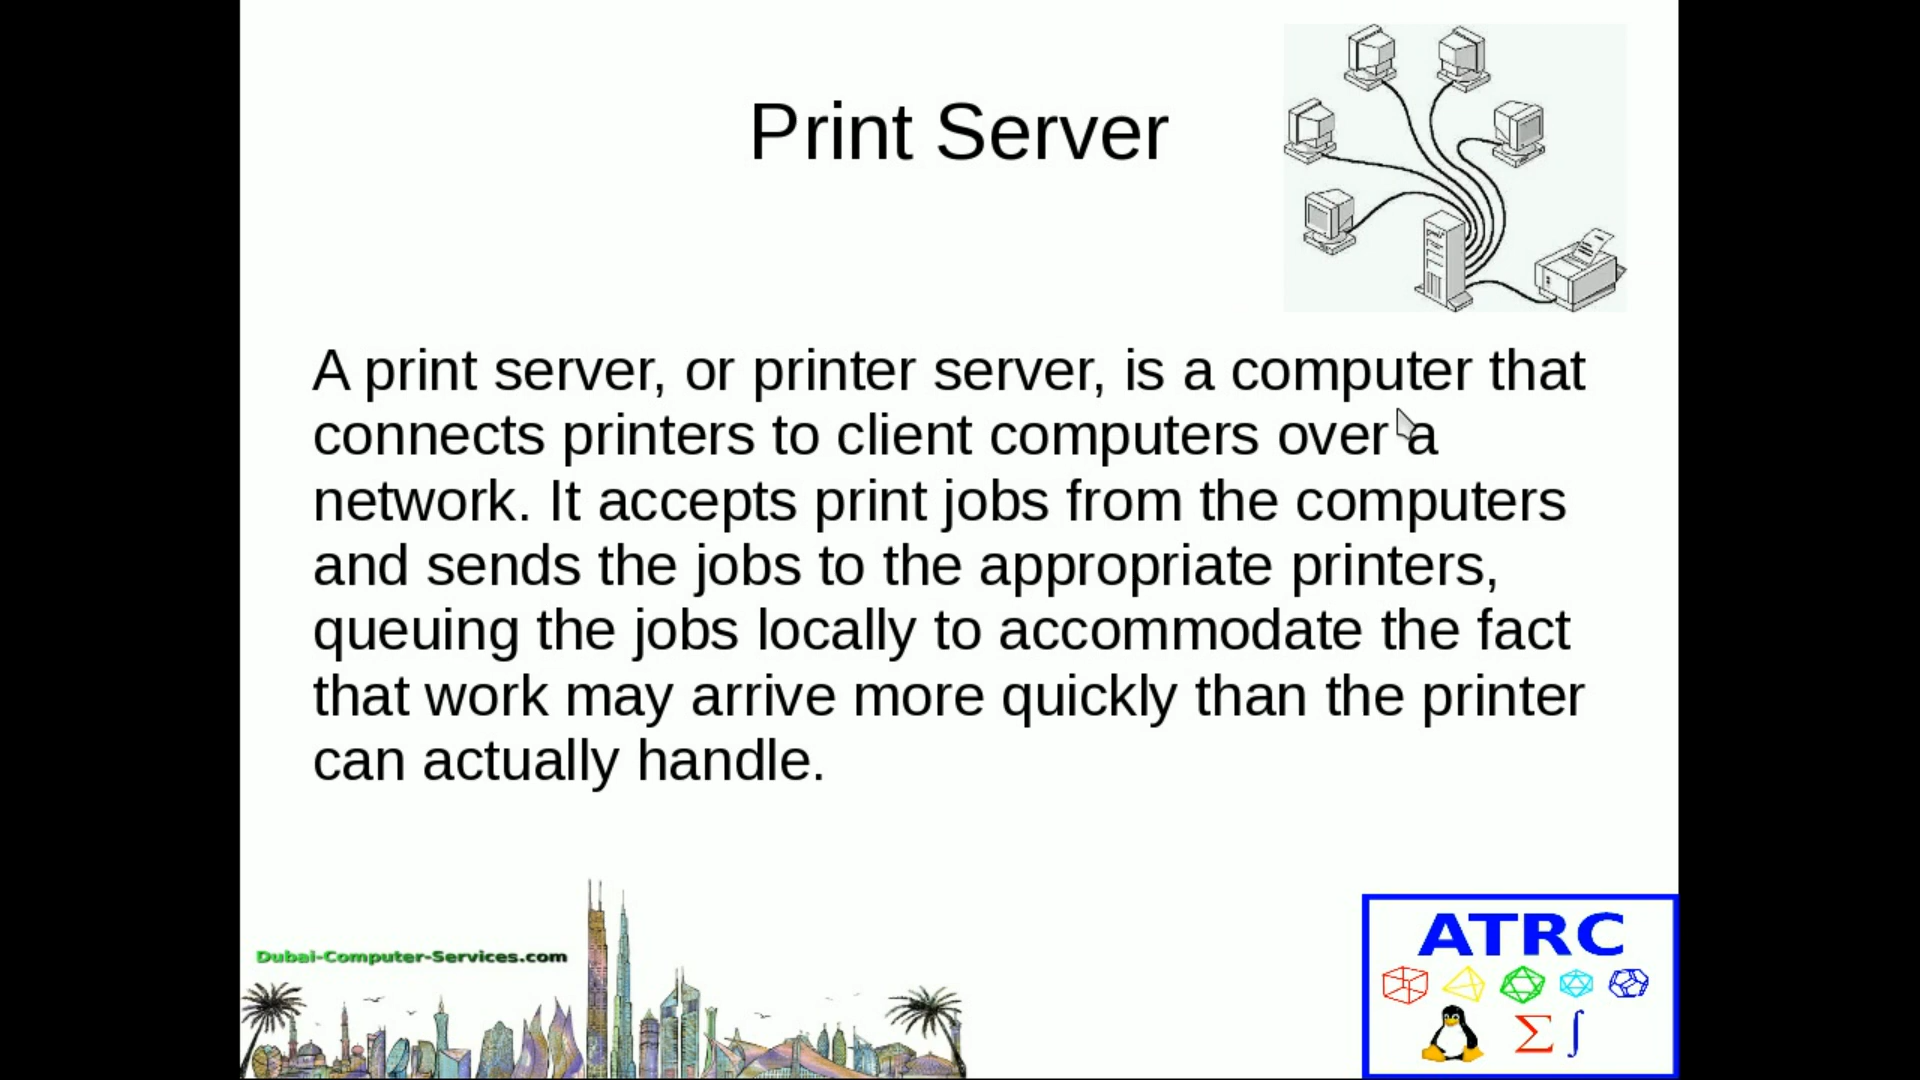 Print Server
A print server, or printer server, is a computer that
connects printers to client computers over a
network. It accepts print jobs from the computers
and sends the jobs to the appropriate printers,
queuing the jobs locally to accommodate the fact
that work may arrive more quickly than the printer
can actually handle.
Dubai-Computer-Services.com
ATRC
Σ ∫